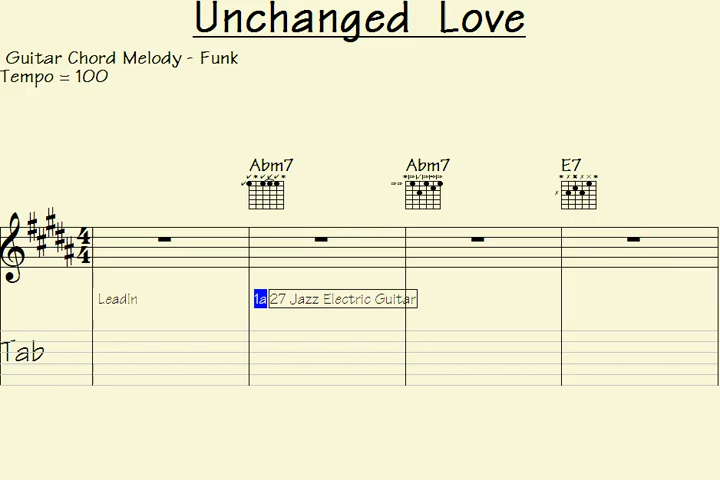 Unchanged Love
Guitar Chord Melody - Funk
Tempo = 100
Abm7 Abm7 E7
4
4
LeadIn 1a 27 Jazz Electric Guitar
Tab